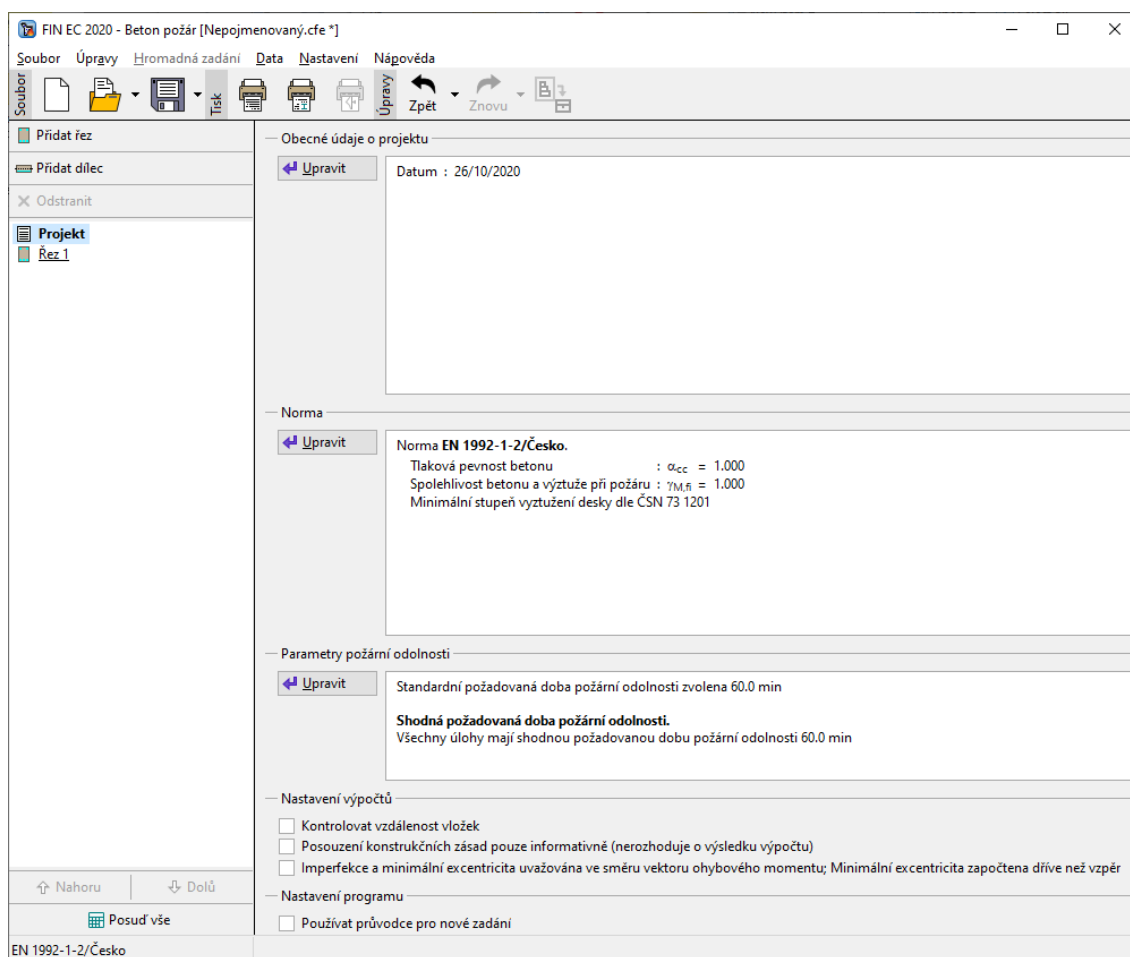 FIN EC 2020 - Beton požár [Nepojmenovaný.cfe *]
Soubor Úpravy Hromadná zadání Data Nastavení Nápověda
Soubor Tisk Úpravy Zpět Znovu
Přidat řez
Přidat dílec
Odstranit
Projekt
Řez 1
Obecné údaje o projektu
Upravit
Datum : 26/10/2020
Norma
Upravit
Norma EN 1992-1-2/Česko.
Tlaková pevnost betonu : αcc = 1.000
Spolehlivost betonu a výztuže při požáru : γM,fi = 1.000
Minimální stupeň vyztužení desky dle ČSN 73 1201
Parametry požární odolnosti
Upravit
Standardní požadovaná doba požární odolnosti zvolena 60.0 min
Shodná požadovaná doba požární odolnosti.
Všechny úlohy mají shodnou požadovanou dobu požární odolnosti 60.0 min
Nastavení výpočtů
Kontrolovat vzdálenost vložek
Posouzení konstrukčních zásad pouze informativně (nerozhoduje o výsledku výpočtu)
Imperfekce a minimální excentricita uvažována ve směru vektoru ohybového momentu; Minimální excentricita započtena dříve než vzpěr
Nastavení programu
Používat průvodce pro nové zadání
Nahoru Dolů
Posuď vše
EN 1992-1-2/Česko